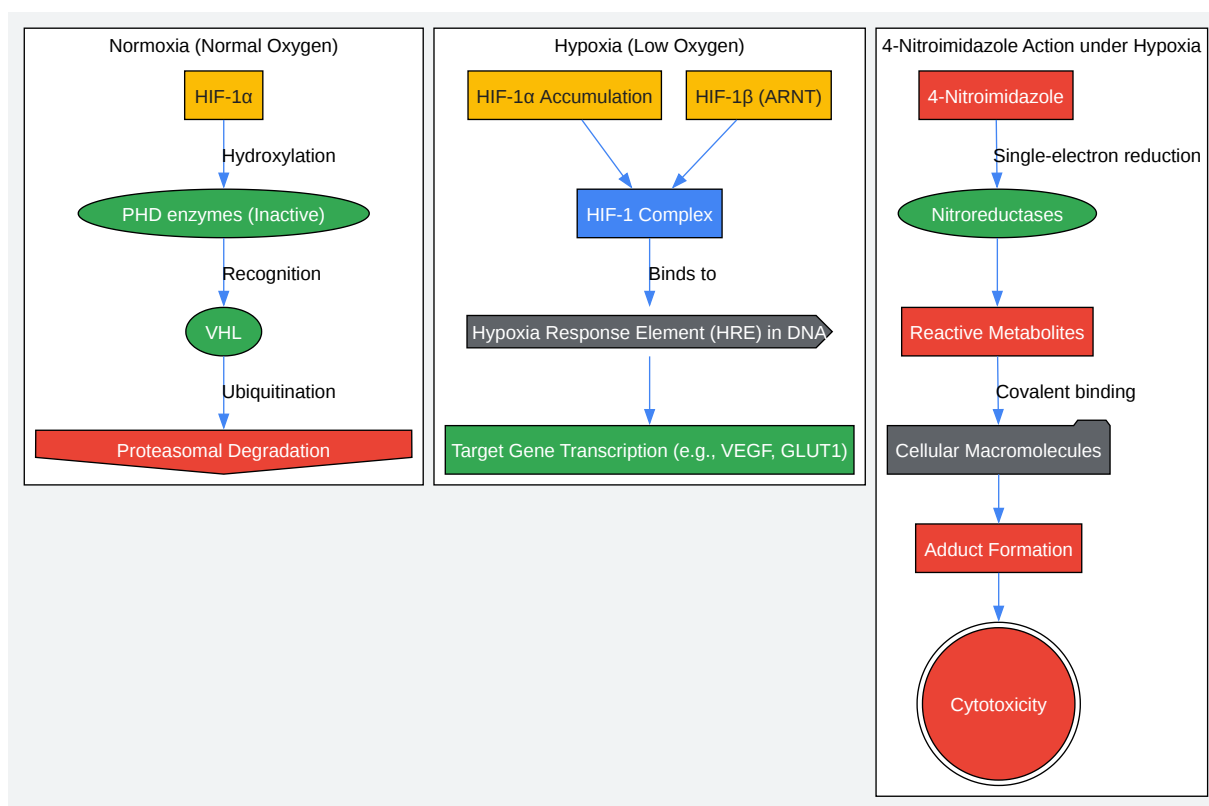 Normoxia (Normal Oxygen)
HIF-1α
Hydroxylation
PHD enzymes (Inactive)
Recognition
VHL
Ubiquitination
Proteasomal Degradation
Hypoxia (Low Oxygen)
HIF-1α Accumulation
HIF-1β (ARNT)
HIF-1 Complex
Binds to
Hypoxia Response Element (HRE) in DNA
Target Gene Transcription (e.g., VEGF, GLUT1)
4-Nitroimidazole Action under Hypoxia
4-Nitroimidazole
Single-electron reduction
Nitroreductases
Reactive Metabolites
Covalent binding
Cellular Macromolecules
Adduct Formation
Cytotoxicity